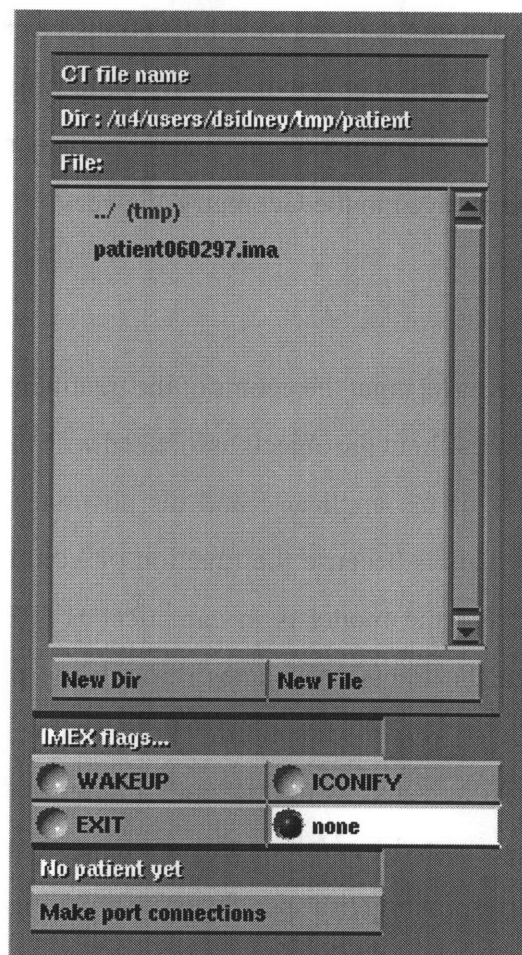 CT file name
Dir : /u4/users/dsidney/tmp/patient
File:
../ (tmp)
patient060297.ima
New Dir New File
IMEX flags...
WAKEUP ICONIFY
EXIT none
No patient yet
Make port connections